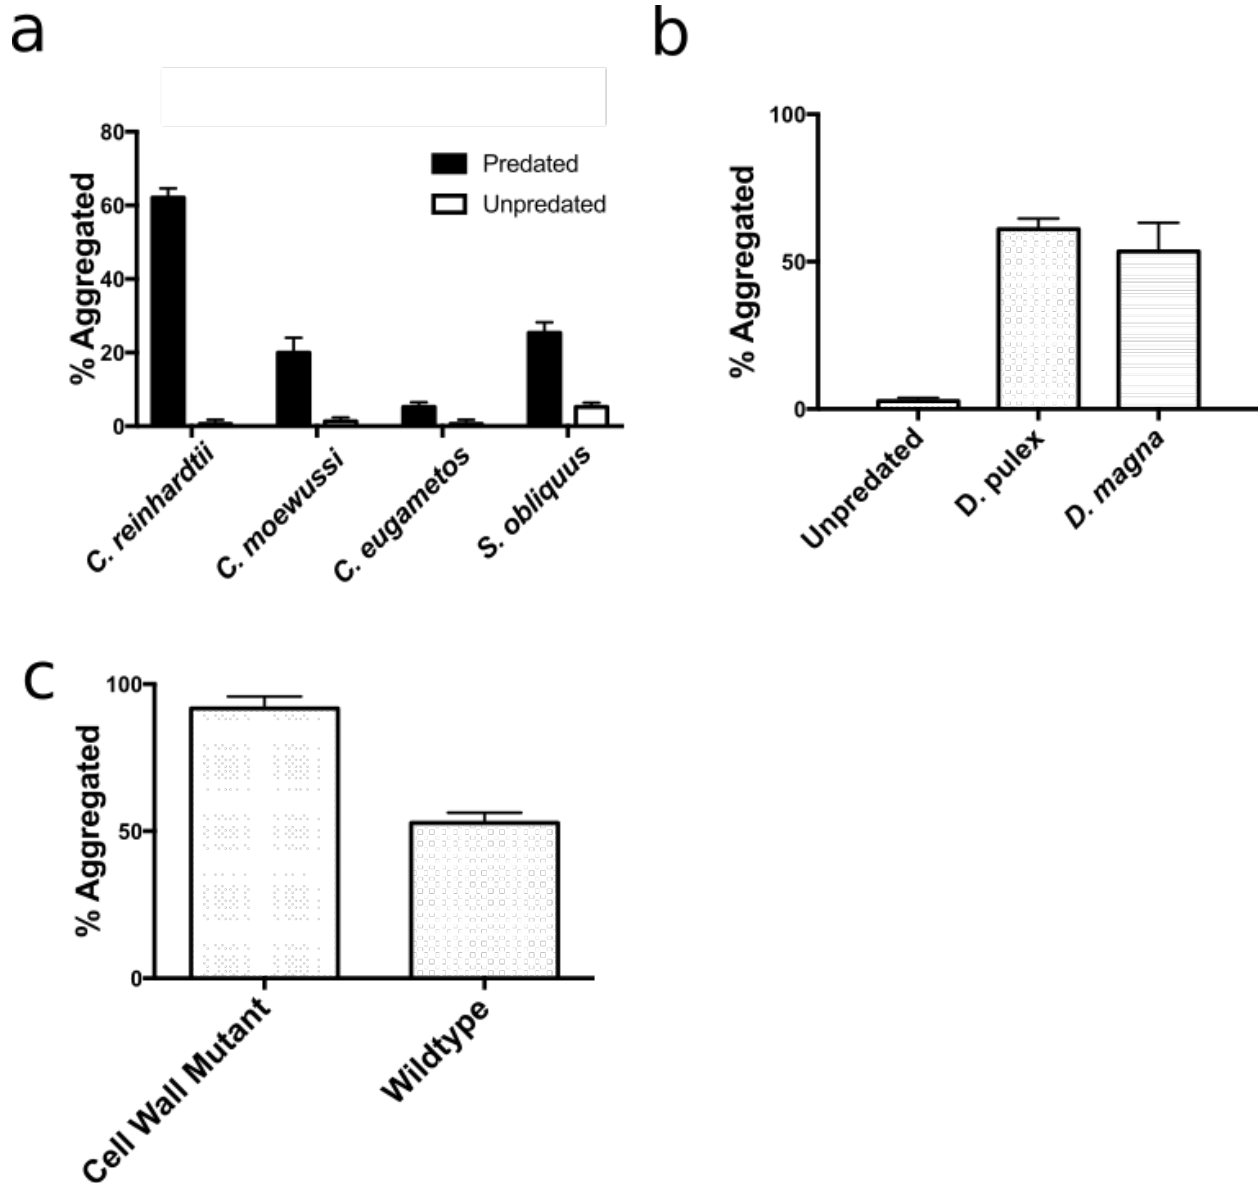 a
80
60
40
20
0
% Aggregated
Predated
Unpredated
C. reinhardtii
C. moewussi
C. eugametos
S. obliquus
b
100
50
0
% Aggregated
Unpredated
D. pulex
D. magna
c
100
50
0
% Aggregated
Cell Wall Mutant
Wildtype